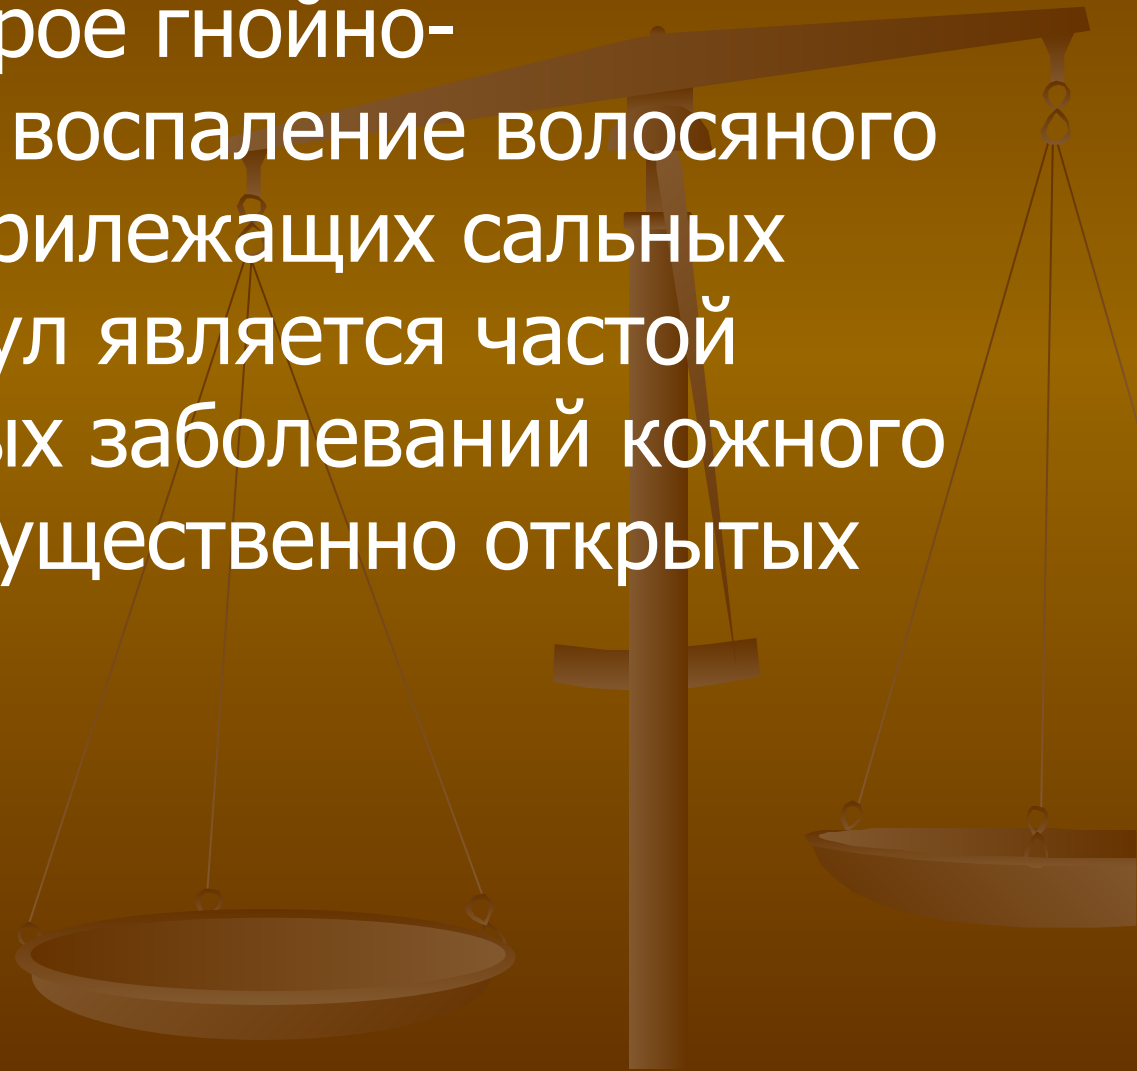 рое гнойно-
воспаление волосяного
рилежащих сальных
ул является частой
ых заболеваний кожного
ущественно открытых